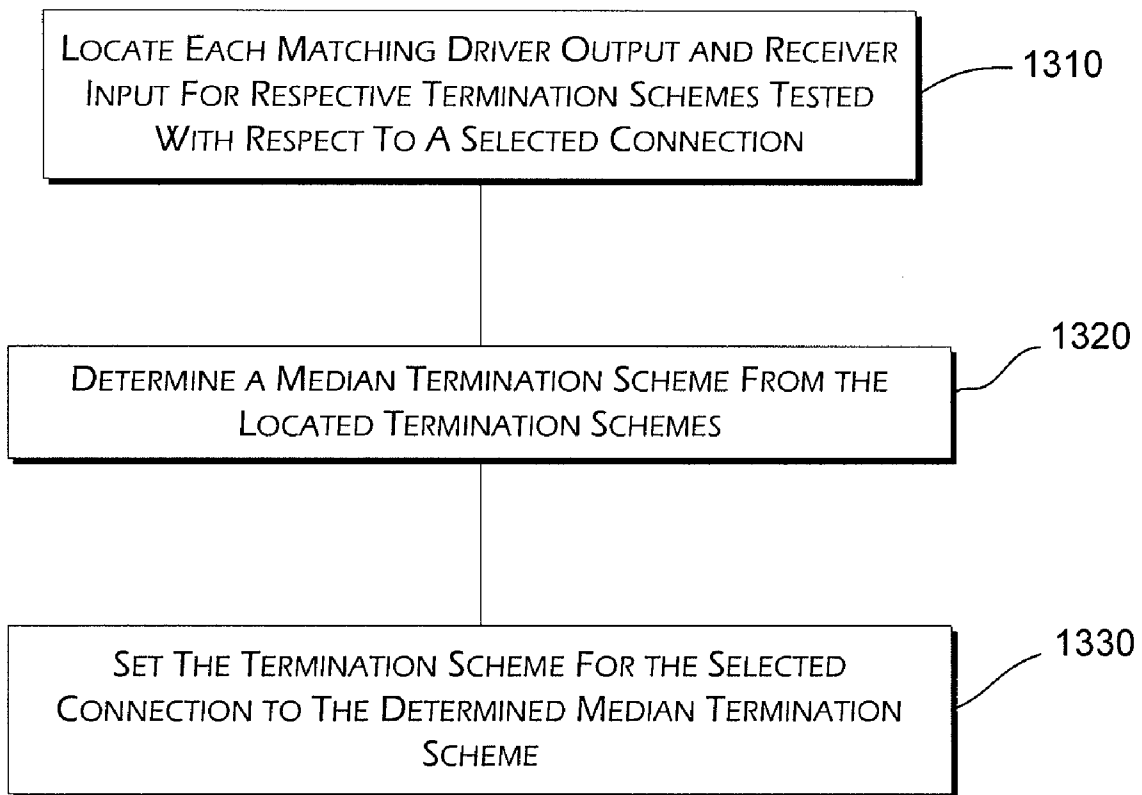 LOCATE EACH MATCHING DRIVER OUTPUT AND RECEIVER
INPUT FOR RESPECTIVE TERMINATION SCHEMES TESTED
WITH RESPECT TO A SELECTED CONNECTION
1310
DETERMINE A MEDIAN TERMINATION SCHEME FROM THE
LOCATED TERMINATION SCHEMES
1320
SET THE TERMINATION SCHEME FOR THE SELECTED
CONNECTION TO THE DETERMINED MEDIAN TERMINATION
SCHEME
1330